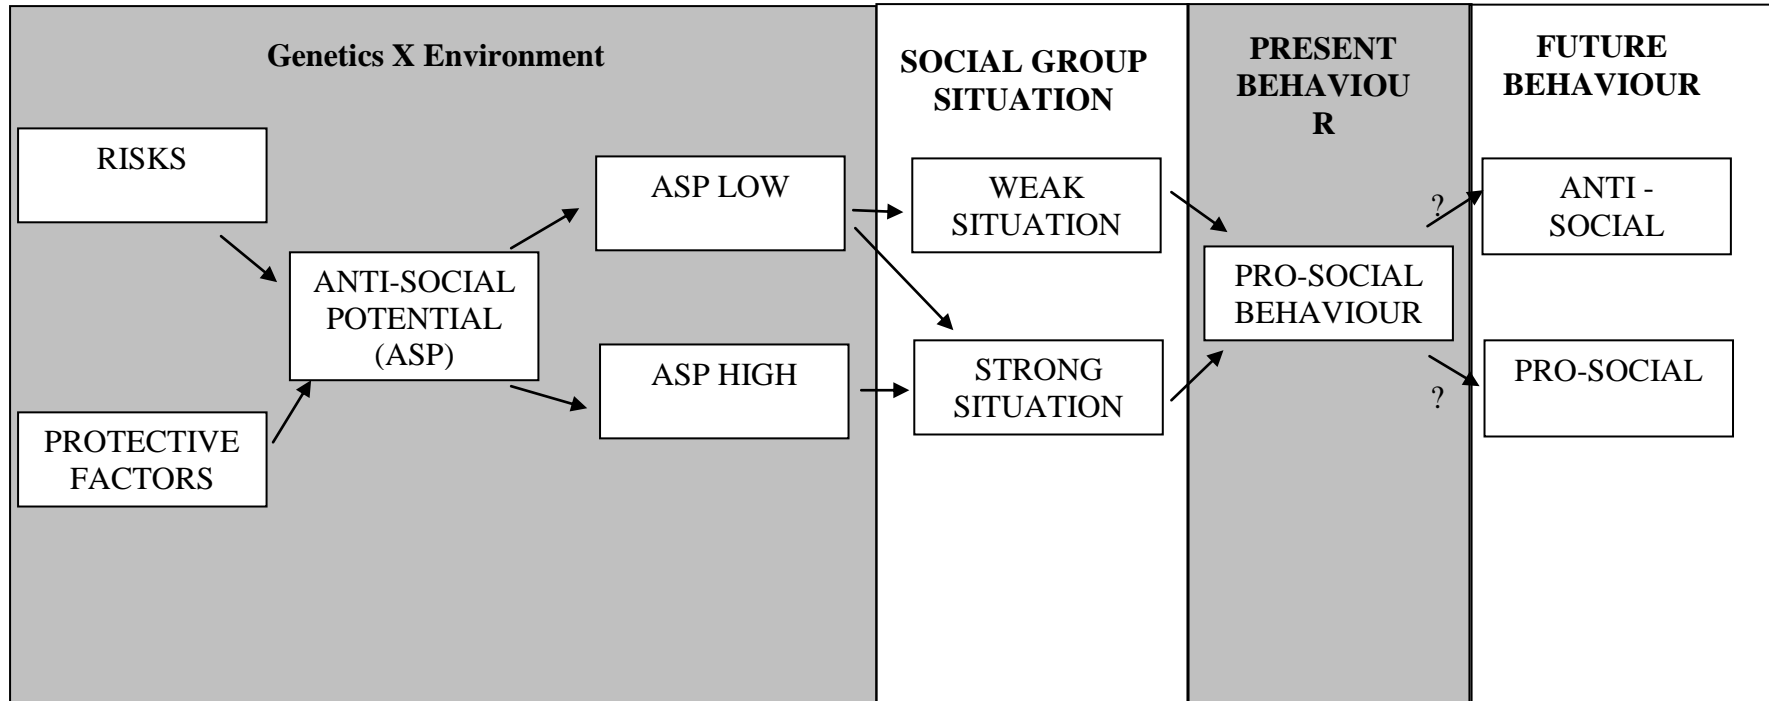 Genetics X Environment
SOCIAL GROUP
SITUATION
PRESENT
BEHAVIOU
R
FUTURE
BEHAVIOUR
RISKS
PROTECTIVE
FACTORS
ANTI-SOCIAL
POTENTIAL
(ASP)
ASP LOW
ASP HIGH
WEAK
SITUATION
STRONG
SITUATION
PRO-SOCIAL
BEHAVIOUR
?
?
ANTI -
SOCIAL
PRO-SOCIAL